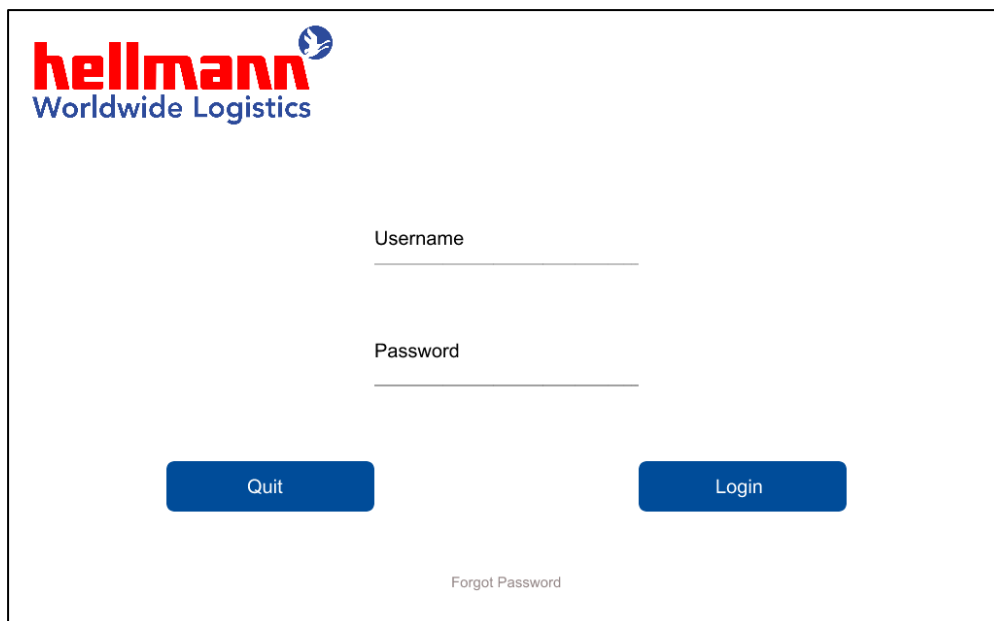 hellmann
Worldwide Logistics
Username
Password
Quit
Login
Forgot Password